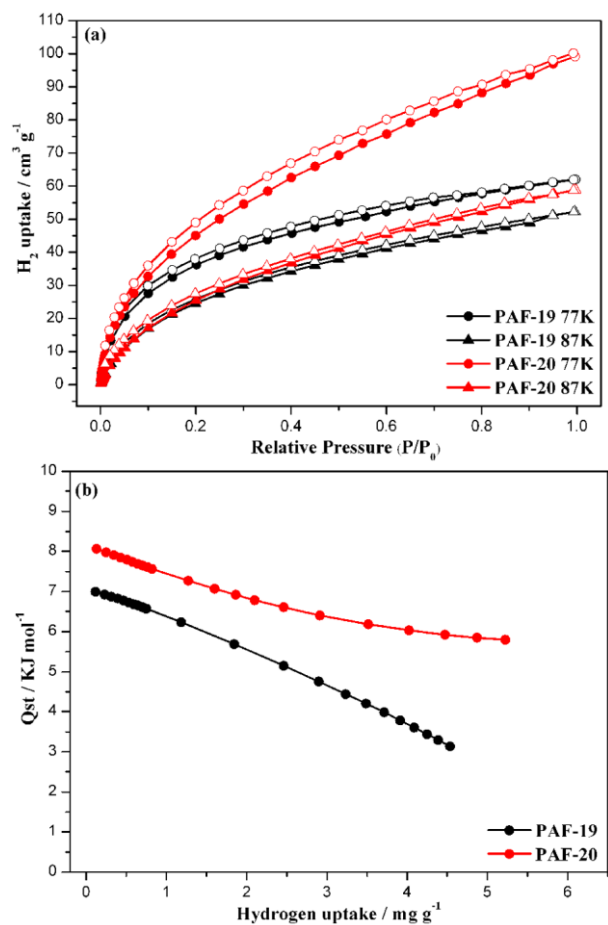 (a)
H₂ uptake / cm³ g⁻¹
110
100
90
80
70
60
50
40
30
20
10
0
0.0 0.2 0.4 0.6 0.8 1.0
Relative Pressure (P/P₀)
PAF-19 77K
PAF-19 87K
PAF-20 77K
PAF-20 87K
(b)
Qst / KJ mol⁻¹
10
9
8
7
6
5
4
3
2
1
0
0 1 2 3 4 5 6
Hydrogen uptake / mg g⁻¹
PAF-19
PAF-20